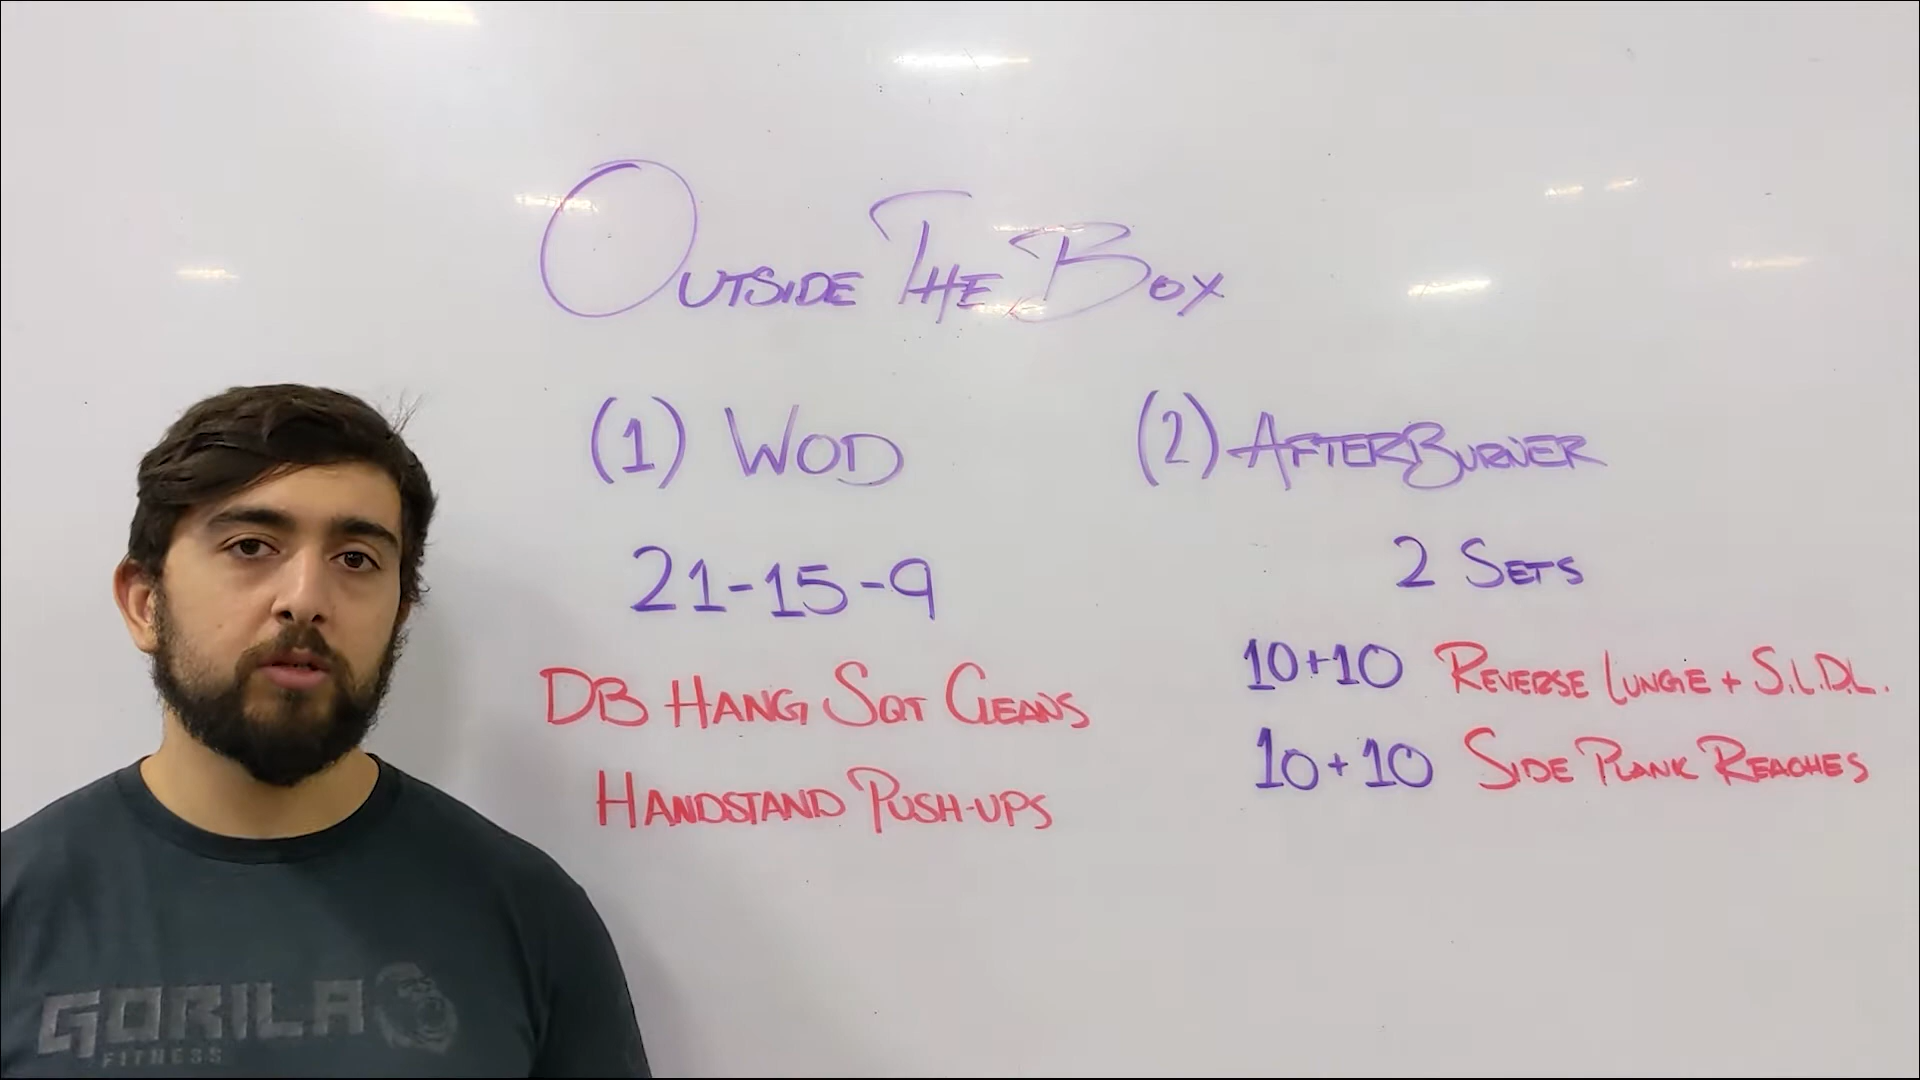 Outside The Box
(1) WOD
21-15-9
DB Hang Sqt Cleans
Handstand Push-ups
(2) AfterBurner
2 Sets
10+10 Reverse Lunge + S.L.D.L.
10+10 Side Plank Reaches
GORILA
FITNESS